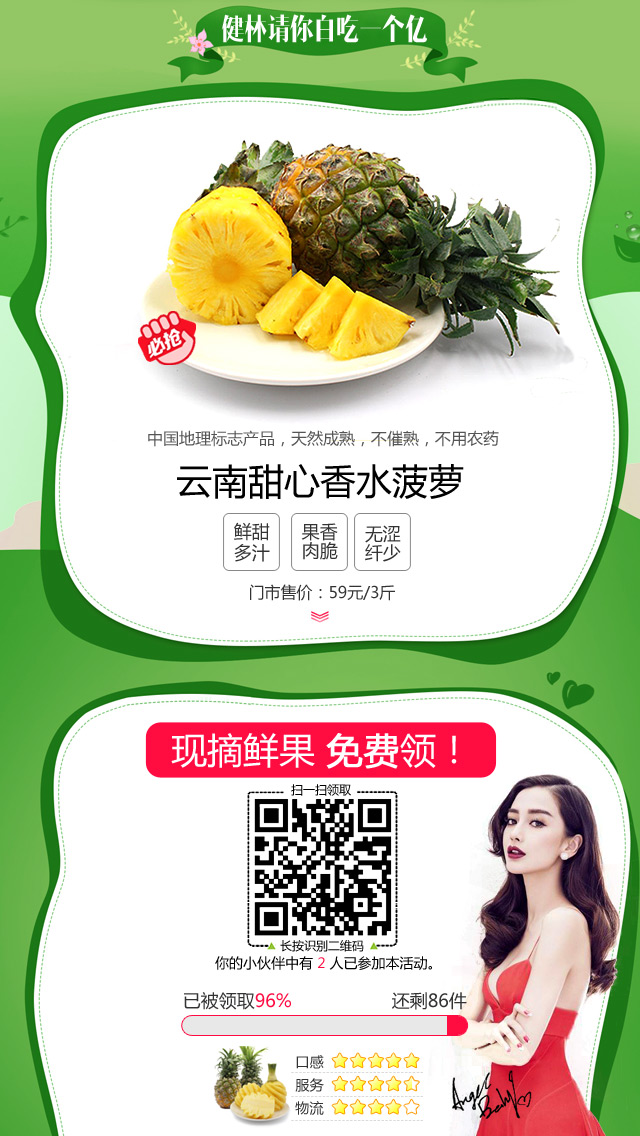 健林请你白吃一个亿
必抢
中国地理标志产品，天然成熟，不催熟，不用农药
云南甜心香水菠萝
鲜甜 果香 无涩
多汁 肉脆 纤少
门市售价：59元/3斤
现摘鲜果 免费领！
扫一扫领取
长按识别二维码
你的小伙伴中有 2 人已参加本活动。
已被领取96% 还剩86件
口感
服务
物流
Angel
Baby